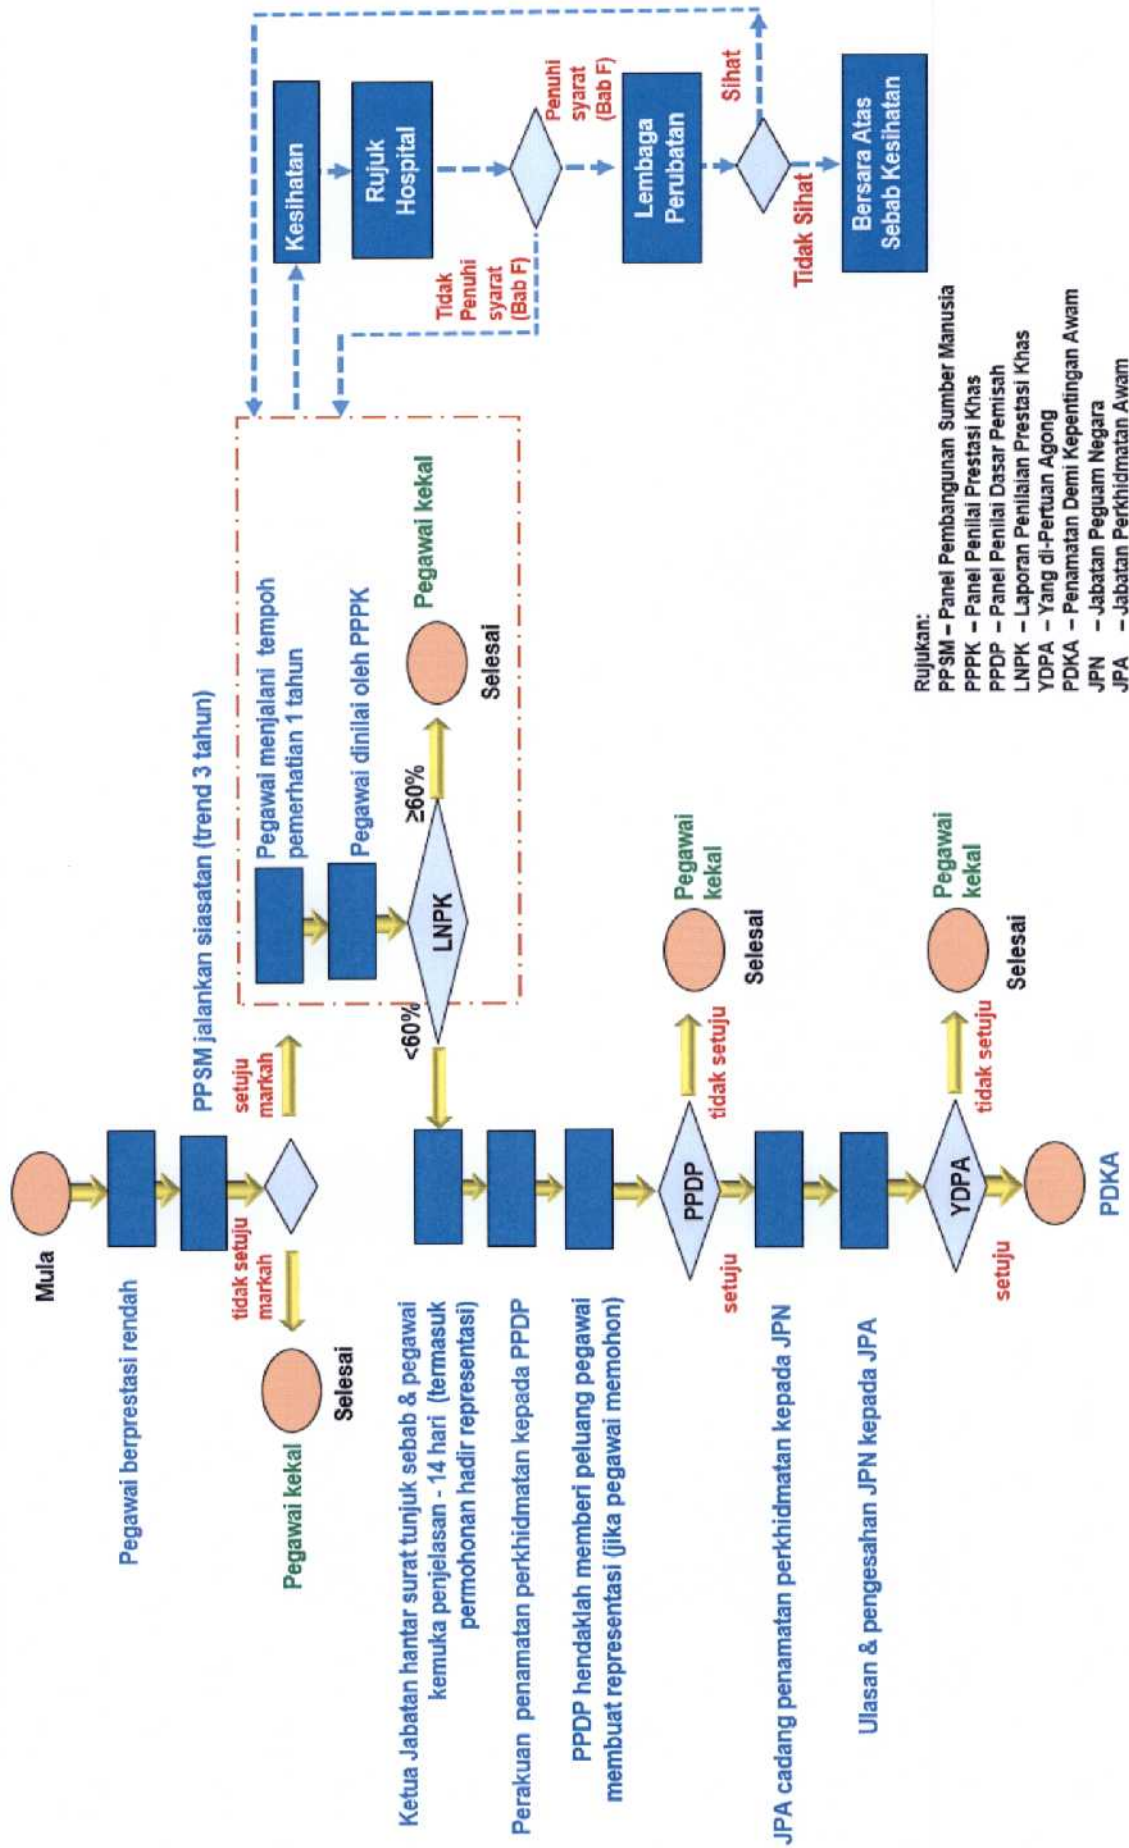 Mula
Pegawai berprestasi rendah
PPSM jalankan siasatan (trend 3 tahun)
tidak setuju
markah
setuju
markah
Pegawai kekal
Selesai
Pegawai menjalani tempoh
pemerhatian 1 tahun
Pegawai dinilai oleh PPPK
LNPK
<60%
≥60%
Pegawai kekal
Selesai
Kesihatan
Rujuk
Hospital
Tidak
Penuhi
syarat
(Bab F)
Penuhi
syarat
(Bab F)
Lembaga
Perubatan
Sihat
Tidak Sihat
Bersara Atas
Sebab Kesihatan
Ketua Jabatan hantar surat tunjuk sebab & pegawai
kemuka penjelasan - 14 hari (termasuk
permohonan hadir representasi)
Perakuan penamatan perkhidmatan kepada PPDP
PPDP hendaklah memberi peluang pegawai
membuat representasi (jika pegawai memohon)
PPDP
setuju
tidak setuju
Pegawai
kekal
Selesai
JPA cadang penamatan perkhidmatan kepada JPN
Ulasan & pengesahan JPN kepada JPA
YDPA
setuju
tidak setuju
Pegawai
kekal
Selesai
PDKA
Rujukan:
PPSM – Panel Pembangunan Sumber Manusia
PPPK – Panel Penilai Prestasi Khas
PPDP – Panel Penilai Dasar Pemisah
LNPK – Laporan Penilaian Prestasi Khas
YDPA – Yang di-Pertuan Agong
PDKA – Penamatan Demi Kepentingan Awam
JPN – Jabatan Peguam Negara
JPA – Jabatan Perkhidmatan Awam